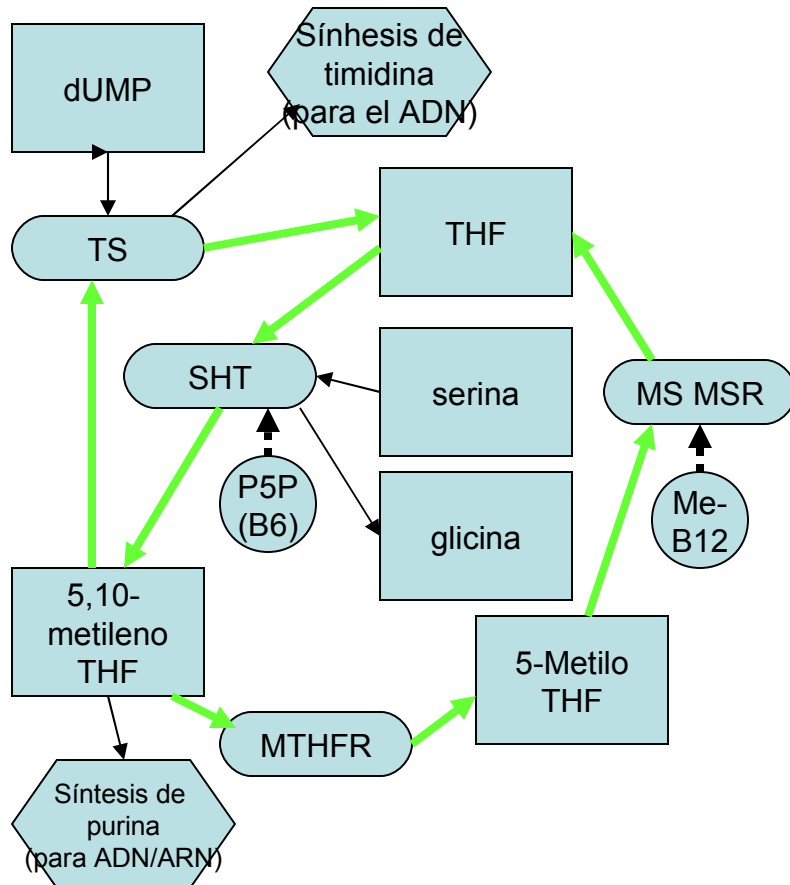 dUMP
Sínhesis de
timidina
(para el ADN)
TS
THF
SHT
serina
MS MSR
P5P
(B6)
glicina
Me-
B12
5,10-
metileno
THF
5-Metilo
THF
MTHFR
Síntesis de
purina
(para ADN/ARN)